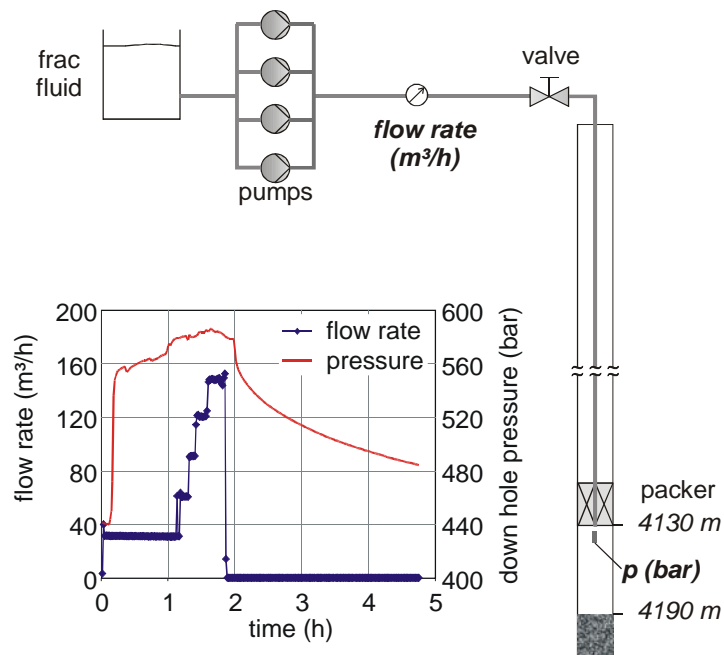 frac
fluid
pumps
flow rate
(m³/h)
valve
packer
4130 m
p (bar)
4190 m
flow rate (m³/h)
200
160
120
80
40
0
0
1
2
3
4
5
time (h)
flow rate
pressure
600
560
520
480
440
400
down hole pressure (bar)